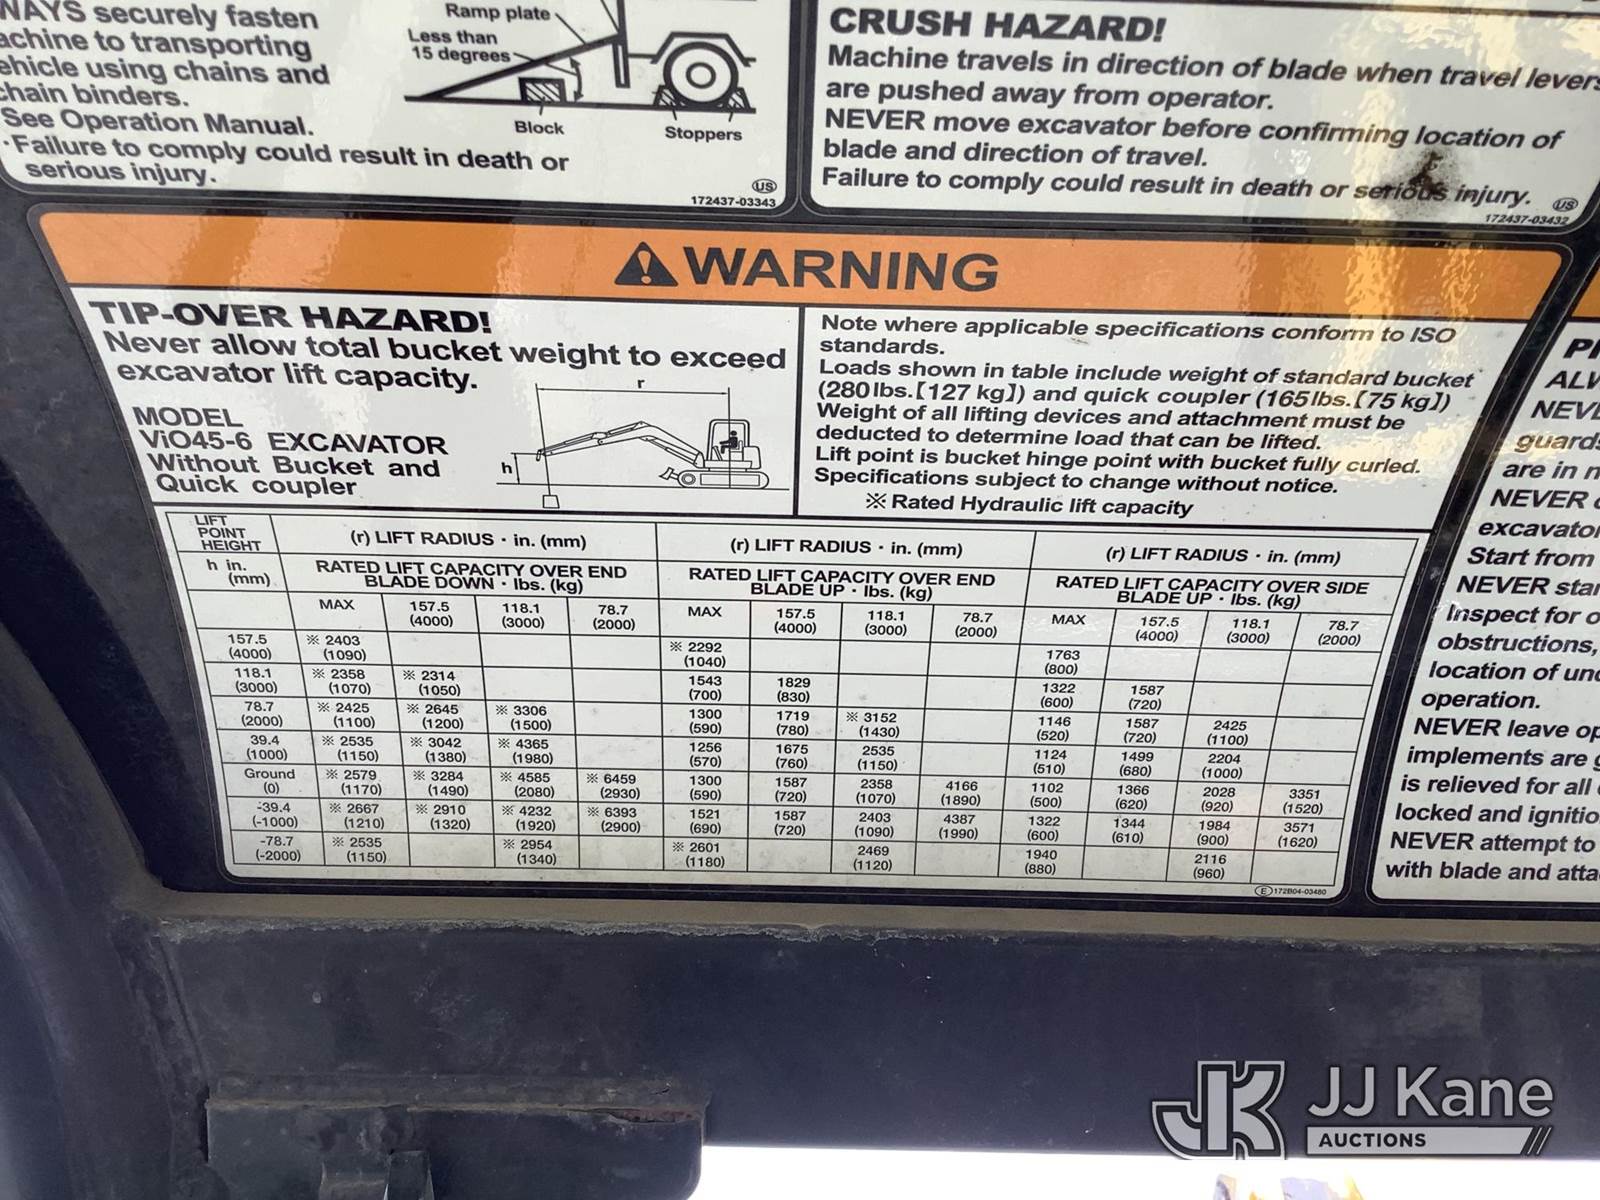 WAYS securely fasten
machine to transporting
vehicle using chains and
chain binders.
See Operation Manual.
·Failure to comply could result in death or
serious injury.
Ramp plate
Less than
15 degrees
Block
Stoppers
US
172437-03343
CRUSH HAZARD!
Machine travels in direction of blade when travel levers
are pushed away from operator.
NEVER move excavator before confirming location of
blade and direction of travel.
Failure to comply could result in death or serious injury.
US
172437-03432
WARNING
TIP-OVER HAZARD!
Never allow total bucket weight to exceed
excavator lift capacity.
MODEL
ViO45-6 EXCAVATOR
Without Bucket and
Quick coupler
r
h
Note where applicable specifications conform to ISO
standards.
Loads shown in table include weight of standard bucket
(280lbs.【127 kg】) and quick coupler (165lbs.【75 kg】)
Weight of all lifting devices and attachment must be
deducted to determine load that can be lifted.
Lift point is bucket hinge point with bucket fully curled.
Specifications subject to change without notice.
※ Rated Hydraulic lift capacity
LIFT
POINT
HEIGHT
(r) LIFT RADIUS · in. (mm) (r) LIFT RADIUS · in. (mm) (r) LIFT RADIUS · in. (mm)
h in.
(mm)
RATED LIFT CAPACITY OVER END
BLADE DOWN · lbs. (kg)
RATED LIFT CAPACITY OVER END
BLADE UP · lbs. (kg)
RATED LIFT CAPACITY OVER SIDE
BLADE UP · lbs. (kg)
MAX 157.5 118.1 78.7 MAX 157.5 118.1 78.7 MAX 157.5 118.1 78.7
(4000) (3000) (2000) (4000) (3000) (2000) (4000) (3000) (2000)
157.5 ※ 2403 ※ 2292 1763
(4000) (1090) (1040) (800)
118.1 ※ 2358 ※ 2314 1543 1829 1322 1587
(3000) (1070) (1050) (700) (830) (600) (720)
78.7 ※ 2425 ※ 2645 ※ 3306 1300 1719 ※ 3152 1146 1587 2425
(2000) (1100) (1200) (1500) (590) (780) (1430) (520) (720) (1100)
39.4 ※ 2535 ※ 3042 ※ 4365 1256 1675 2535 1124 1499 2204
(1000) (1150) (1380) (1980) (570) (760) (1150) (510) (680) (1000)
Ground ※ 2579 ※ 3284 ※ 4585 ※ 6459 1300 1587 2358 4166 1102 1366 2028 3351
(0) (1170) (1490) (2080) (2930) (590) (720) (1070) (1890) (500) (620) (920) (1520)
-39.4 ※ 2667 ※ 2910 ※ 4232 ※ 6393 1521 1587 2403 4387 1322 1344 1984 3571
(-1000) (1210) (1320) (1920) (2900) (690) (720) (1090) (1990) (600) (610) (900) (1620)
-78.7 ※ 2535 ※ 2954 ※ 2601 2469 1940 2116
(-2000) (1150) (1340) (1180) (1120) (880) (960)
E 172B04-03480
ALW
NEVE
guards
are in
NEVER
excavator
Start from
NEVER star
Inspect for o
obstructions,
location of un
operation.
NEVER leave op
implements are g
is relieved for all
locked and ignitio
NEVER attempt to
with blade and atta
JK
JJ Kane
AUCTIONS